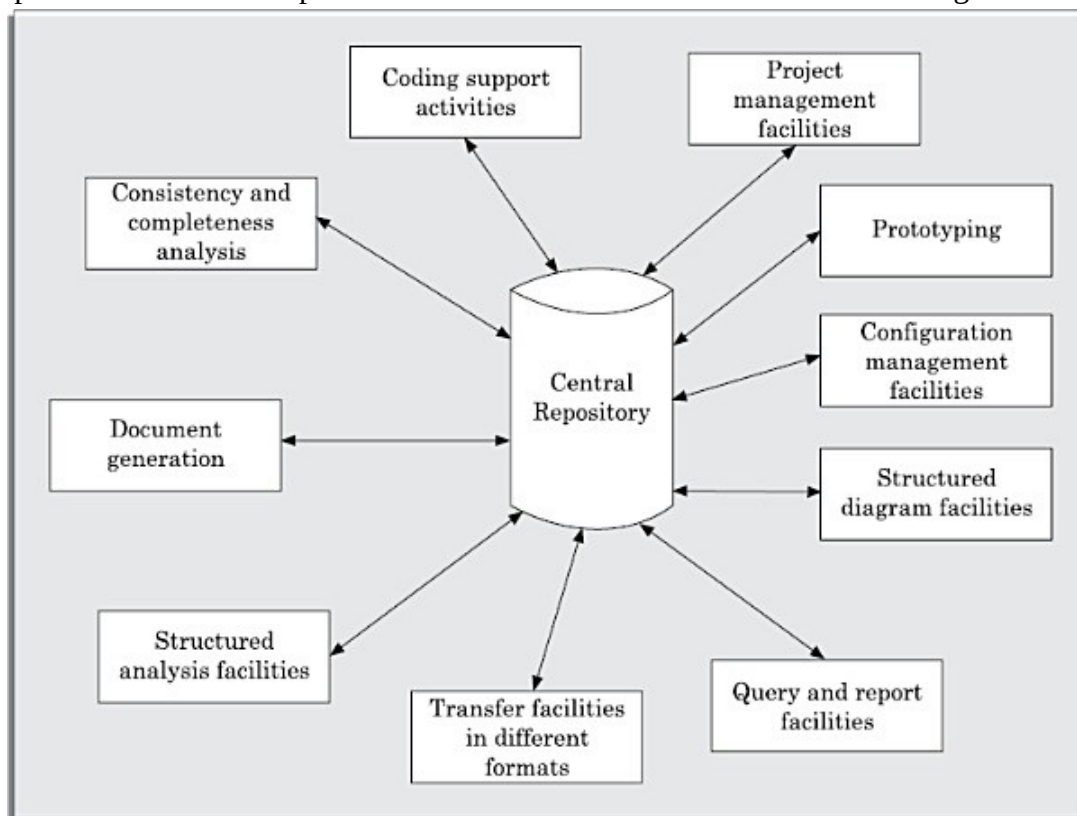 Coding support
activities
Project
management
facilities
Consistency and
completeness
analysis
Prototyping
Configuration
management
facilities
Central
Repository
Document
generation
Structured
diagram facilities
Structured
analysis facilities
Transfer facilities
in different
formats
Query and report
facilities